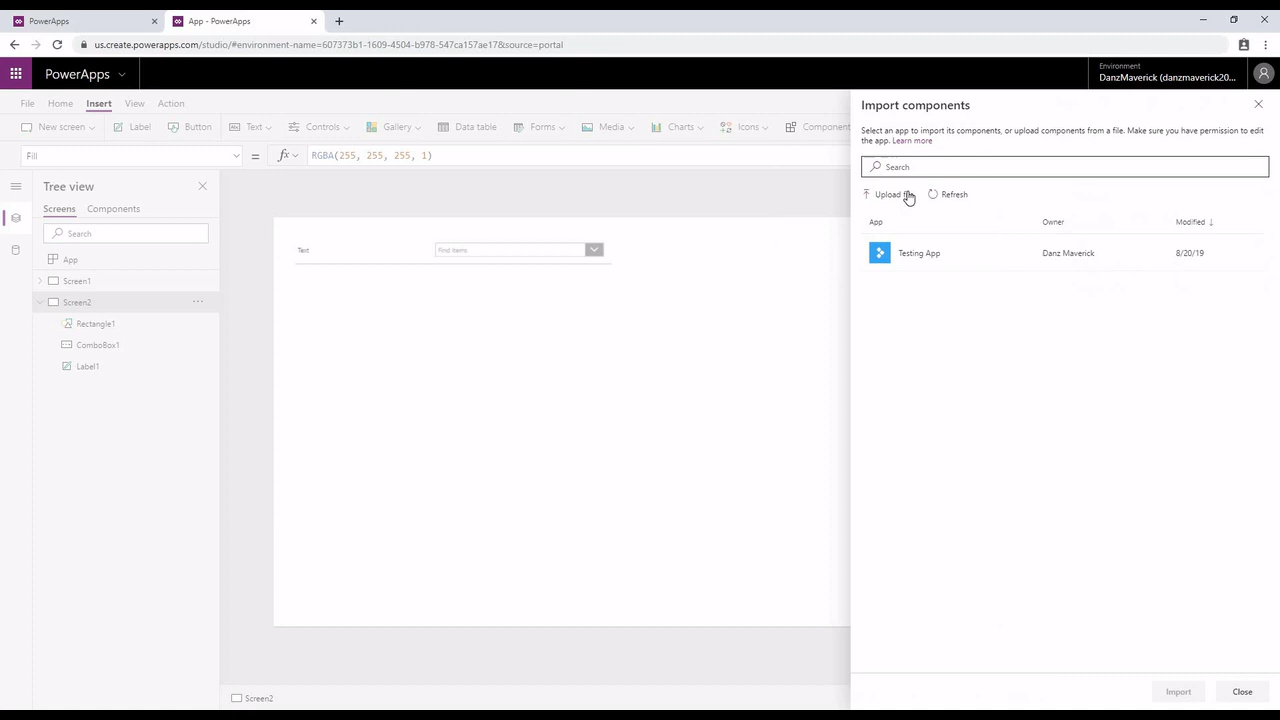 PowerApps
App - PowerApps
us.create.powerapps.com/studio/#environment-name=607373b1-1609-4504-b978-547ca157ae17&source=portal
PowerApps
Environment
DanzMaverick (danzmaverick20...
File Home Insert View Action
New screen Label Button Text Controls Gallery Data table Forms Media Charts Icons Component
Fill = fx RGBA(255, 255, 255, 1)
Tree view
Screens Components
Search
App
Screen1
Screen2 ...
Rectangle1
ComboBox1
Label1
Text Find items
Screen2
Import components
Select an app to import its components, or upload components from a file. Make sure you have permission to edit
the app. Learn more
Search
Upload file Refresh
App Owner Modified ↓
Testing App Danz Maverick 8/20/19
Import Close